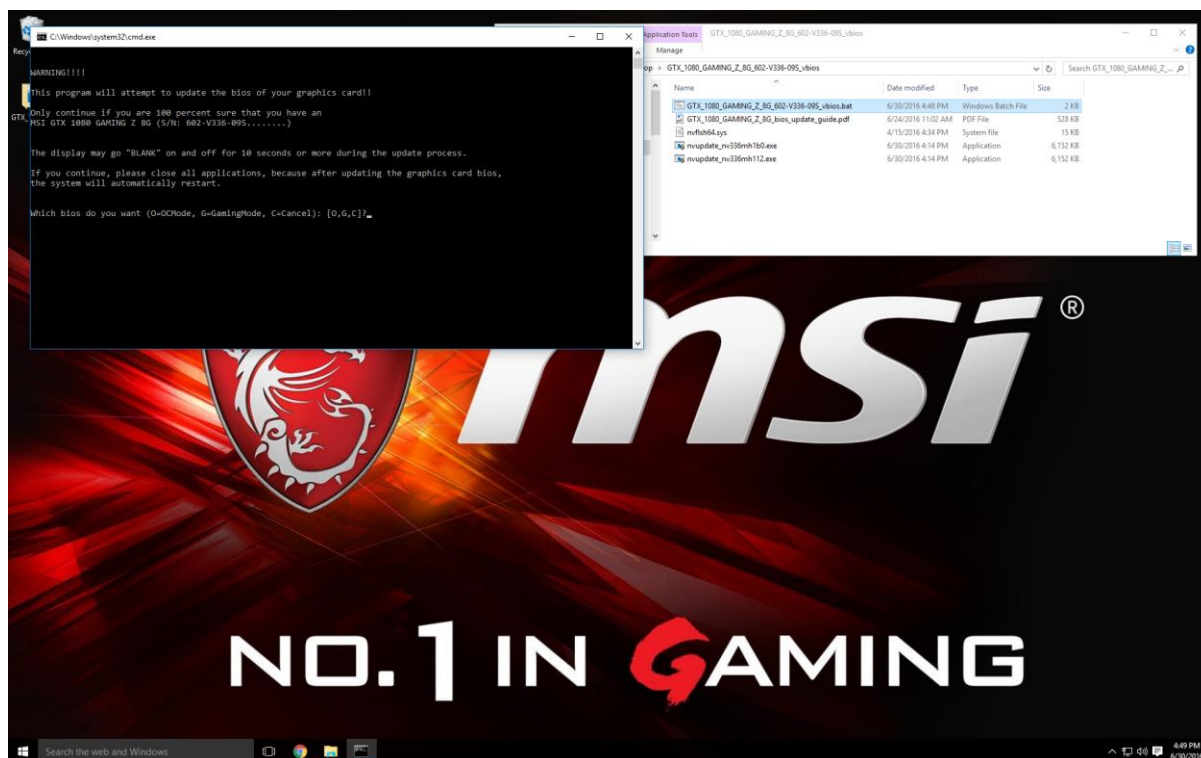 Recy
GTX
C:\Windows\system32\cmd.exe
WARNING!!!!
This program will attempt to update the bios of your graphics card!!
Only continue if you are 100 percent sure that you have an
MSI GTX 1080 GAMING Z 8G (S/N: 602-V336-09S........)
The display may go "BLANK" on and off for 10 seconds or more during the update process.
If you continue, please close all applications, because after updating the graphics card bios,
the system will automatically restart.
Which bios do you want (O=OCMode, G=GamingMode, C=Cancel): [O,G,C]?_
Application Tools GTX_1080_GAMING_Z_8G_602-V336-09S_vbios
Manage
op > GTX_1080_GAMING_Z_8G_602-V336-09S_vbios Search GTX_1080_GAMING_Z_...
Name Date modified Type Size
GTX_1080_GAMING_Z_8G_602-V336-09S_vbios.bat 6/30/2016 4:48 PM Windows Batch File 2 KB
GTX_1080_GAMING_Z_8G_bios_update_guide.pdf 6/24/2016 11:02 AM PDF File 528 KB
nvflsh64.sys 4/15/2016 4:34 PM System file 15 KB
nvupdate_nv336mh1b0.exe 6/30/2016 4:14 PM Application 6,152 KB
nvupdate_nv336mh112.exe 6/30/2016 4:14 PM Application 6,152 KB
msi ®
NO.1 IN GAMING
Search the web and Windows
4:49 PM